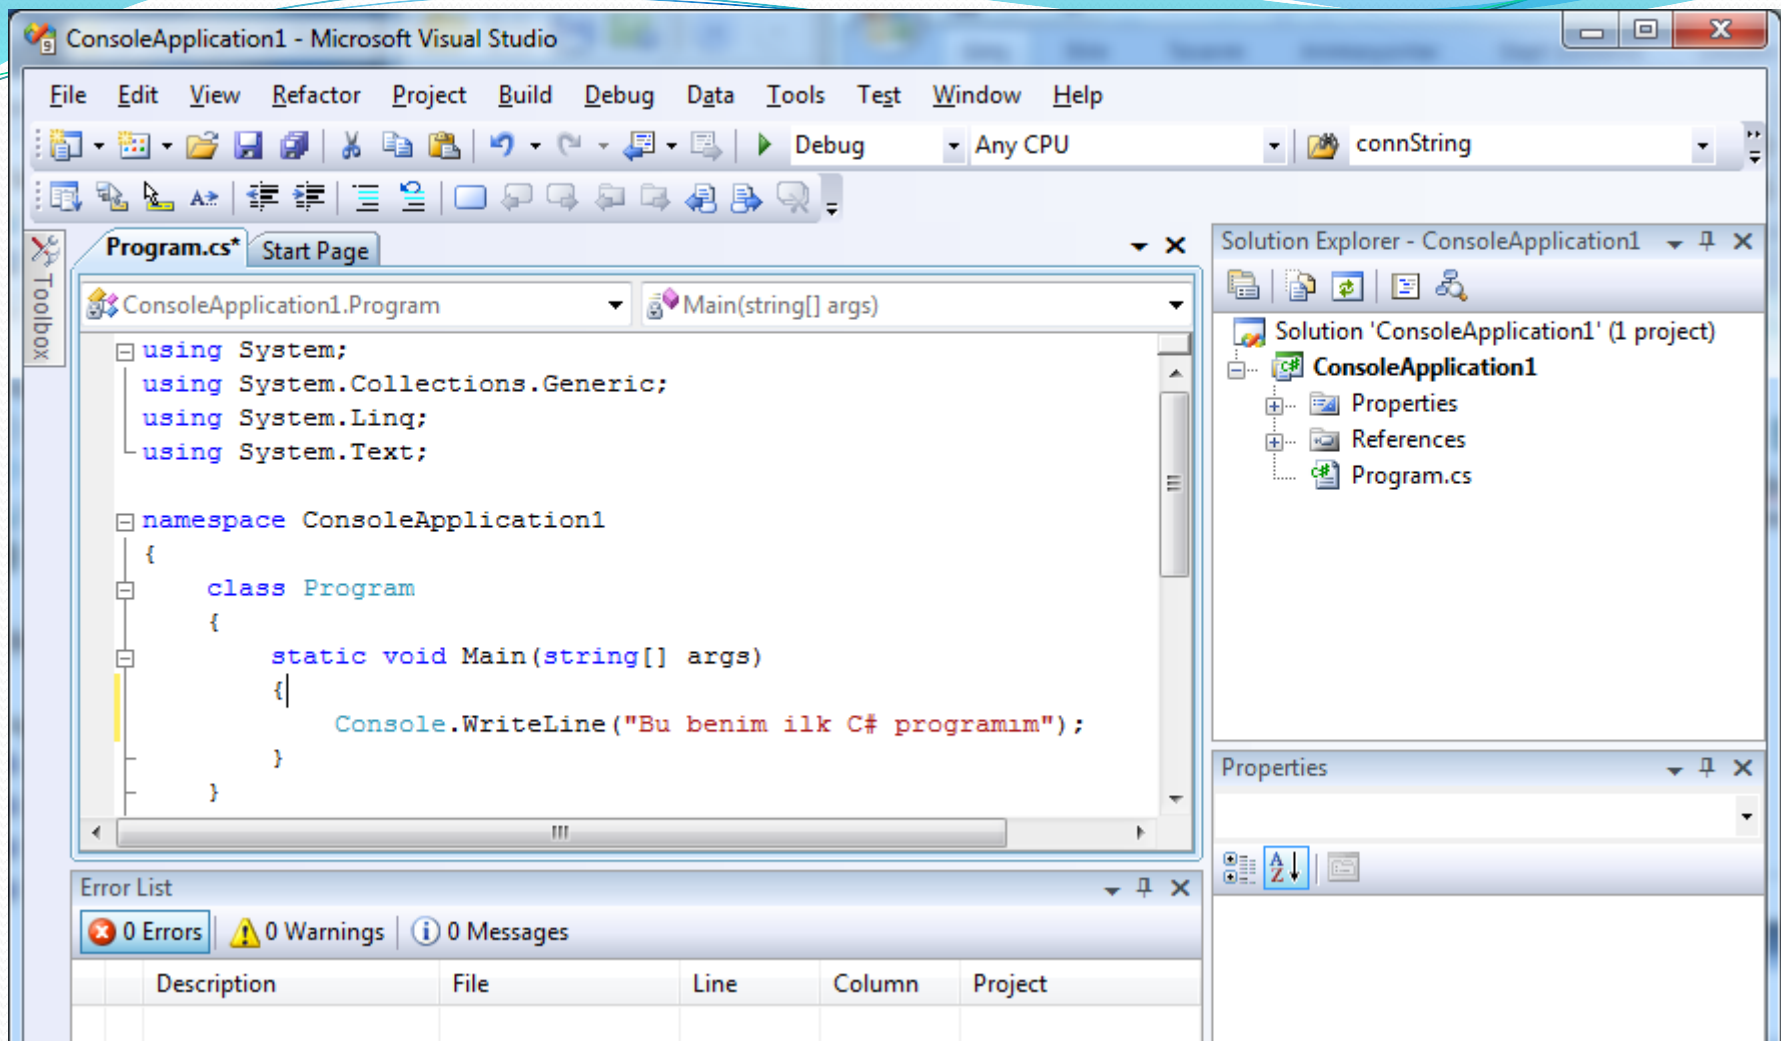 ConsoleApplication1 - Microsoft Visual Studio
File Edit View Refactor Project Build Debug Data Tools Test Window Help
Debug Any CPU connString
Toolbox
Program.cs* Start Page
ConsoleApplication1.Program Main(string[] args)
using System;
using System.Collections.Generic;
using System.Linq;
using System.Text;
namespace ConsoleApplication1
{
class Program
{
static void Main(string[] args)
{
Console.WriteLine("Bu benim ilk C# programım");
}
}
Error List
0 Errors 0 Warnings 0 Messages
Description File Line Column Project
Solution Explorer - ConsoleApplication1
Solution 'ConsoleApplication1' (1 project)
ConsoleApplication1
Properties
References
Program.cs
Properties